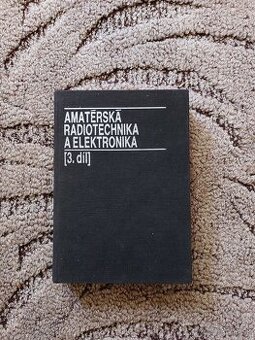 AMATÉRSKÁ
RADIOTECHNIKA
A ELEKTRONIKA
[3. díl]